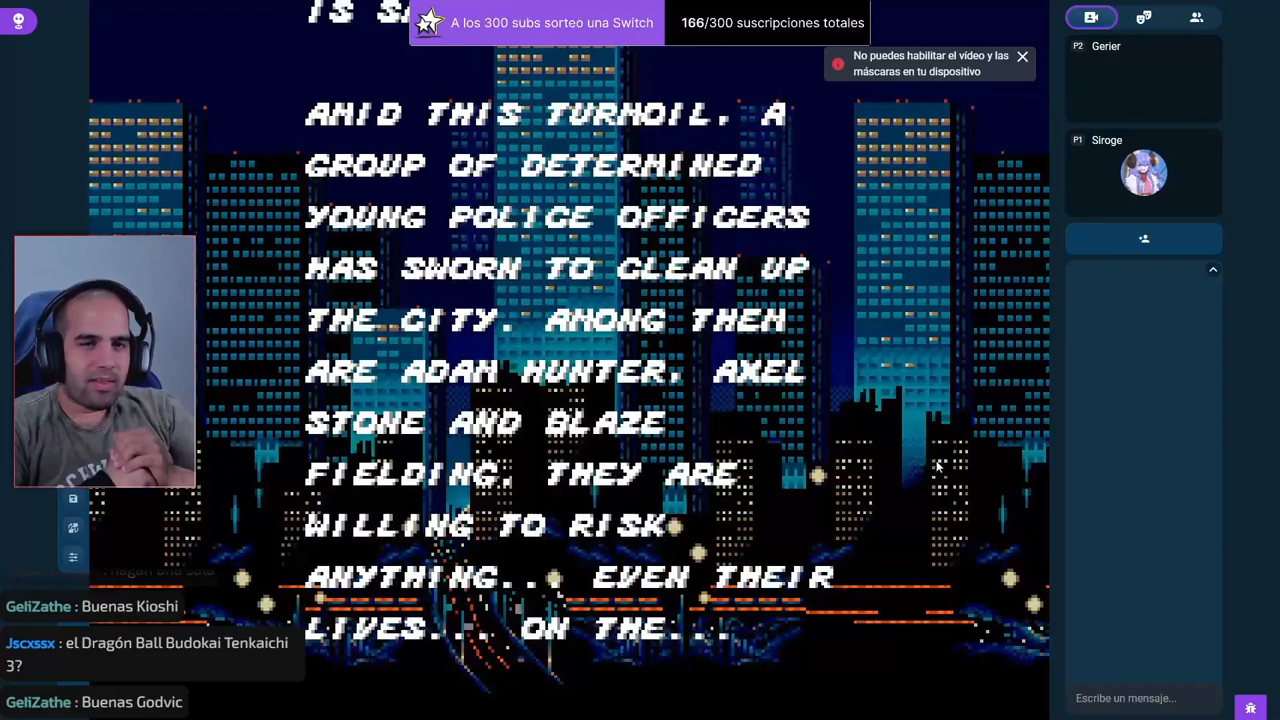 A los 300 subs sorteo una Switch
166/300 suscripciones totales
No puedes habilitar el vídeo y las
máscaras en tu dispositivo
P2 Gerier
P1 Siroge
AMID THIS TURMOIL, A
GROUP OF DETERMINED
YOUNG POLICE OFFICERS
HAS SWORN TO CLEAN UP
THE CITY. AMONG THEM
ARE ADAM HUNTER, AXEL
STONE AND BLAZE
FIELDING. THEY ARE
WILLING TO RISK
ANYTHING... EVEN THEIR
LIVES... ON THE...
GeliZathe : Buenas Kioshi
Jscxssx : el Dragón Ball Budokai Tenkaichi
3?
GeliZathe : Buenas Godvic
Escribe un mensaje...